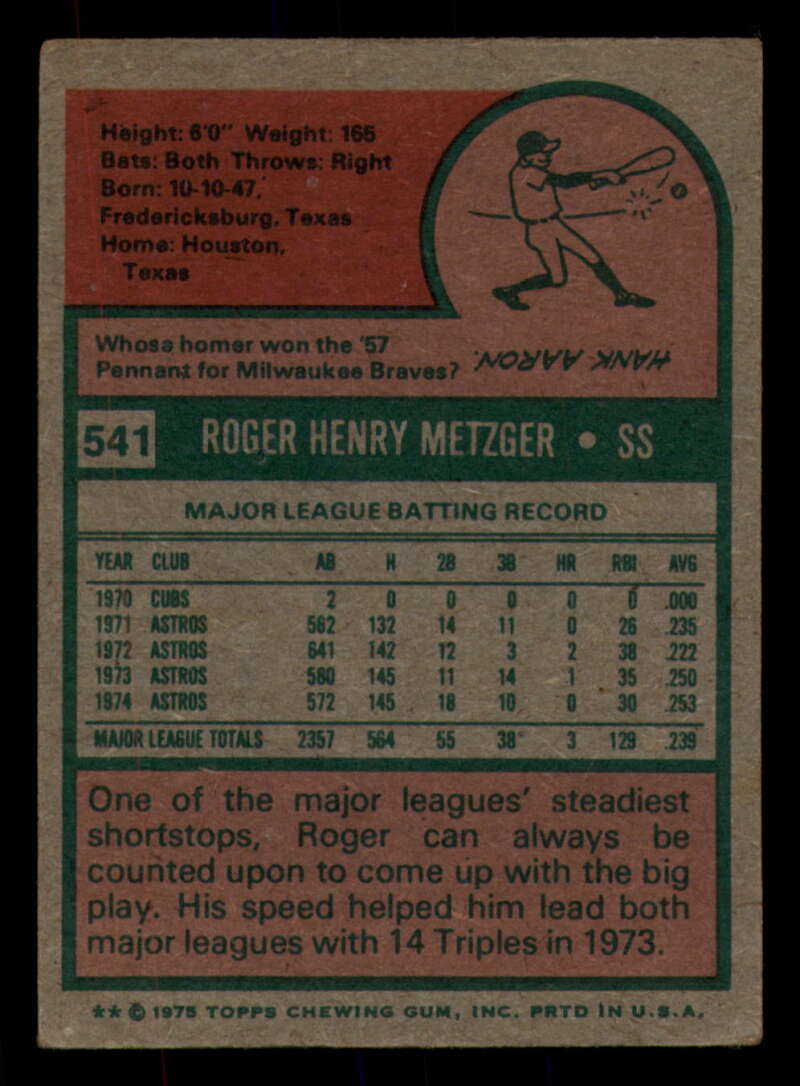 Height: 6'0" Weight: 165
Bats: Both Throws: Right
Born: 10-10-47,
Fredericksburg, Texas
Home: Houston,
Texas
Whose homer won the '57
Pennant for Milwaukee Braves?
HANK AARON.
541 ROGER HENRY METZGER • SS
MAJOR LEAGUE BATTING RECORD
YEAR CLUB AB H 2B 3B HR RBI AVG
1970 CUBS 2 0 0 0 0 0 .000
1971 ASTROS 562 132 14 11 0 26 .235
1972 ASTROS 641 142 12 3 2 38 .222
1973 ASTROS 580 145 11 14 1 35 .250
1974 ASTROS 572 145 18 10 0 30 .253
MAJOR LEAGUE TOTALS 2357 564 55 38 3 129 .239
One of the major leagues' steadiest
shortstops, Roger can always be
counted upon to come up with the big
play. His speed helped him lead both
major leagues with 14 Triples in 1973.
** © 1975 TOPPS CHEWING GUM, INC. PRTD IN U.S.A.